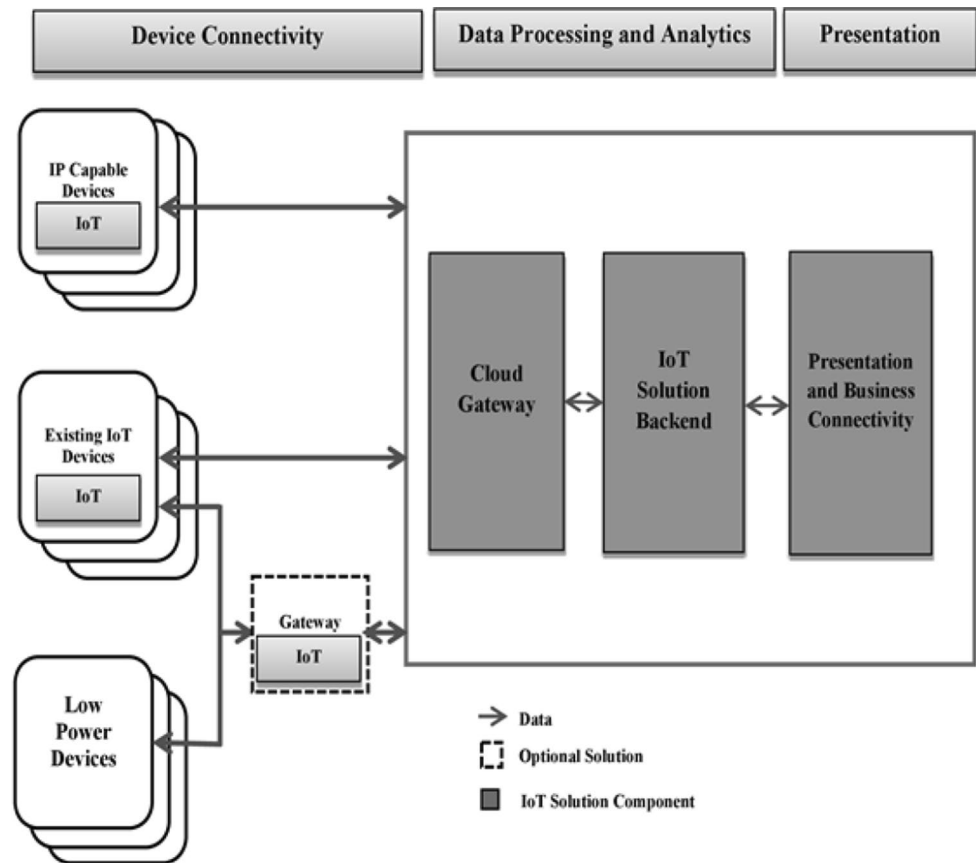 Device Connectivity
Data Processing and Analytics
Presentation
IP Capable
Devices
IoT
Existing IoT
Devices
IoT
Gateway
IoT
Low
Power
Devices
Cloud
Gateway
IoT
Solution
Backend
Presentation
and Business
Connectivity
Data
Optional Solution
IoT Solution Component